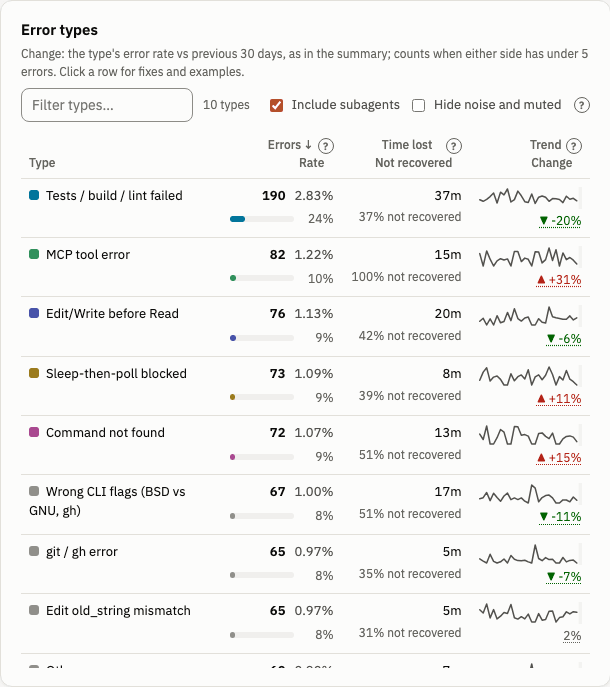 Error types
Change: the type's error rate vs previous 30 days, as in the summary; counts when either side has under 5
errors. Click a row for fixes and examples.
Filter types... 10 types Include subagents Hide noise and muted ?
Errors ↓ ? Time lost ? Trend ?
Type Rate Not recovered Change
Tests / build / lint failed 190 2.83% 37m
24% 37% not recovered ▼ -20%
MCP tool error 82 1.22% 15m
10% 100% not recovered ▲ +31%
Edit/Write before Read 76 1.13% 20m
9% 42% not recovered ▼ -6%
Sleep-then-poll blocked 73 1.09% 8m
9% 39% not recovered ▲ +11%
Command not found 72 1.07% 13m
9% 51% not recovered ▲ +15%
Wrong CLI flags (BSD vs 67 1.00% 17m
GNU, gh) 8% 51% not recovered ▼ -11%
git / gh error 65 0.97% 5m
8% 35% not recovered ▼ -7%
Edit old_string mismatch 65 0.97% 5m
8% 31% not recovered 2%